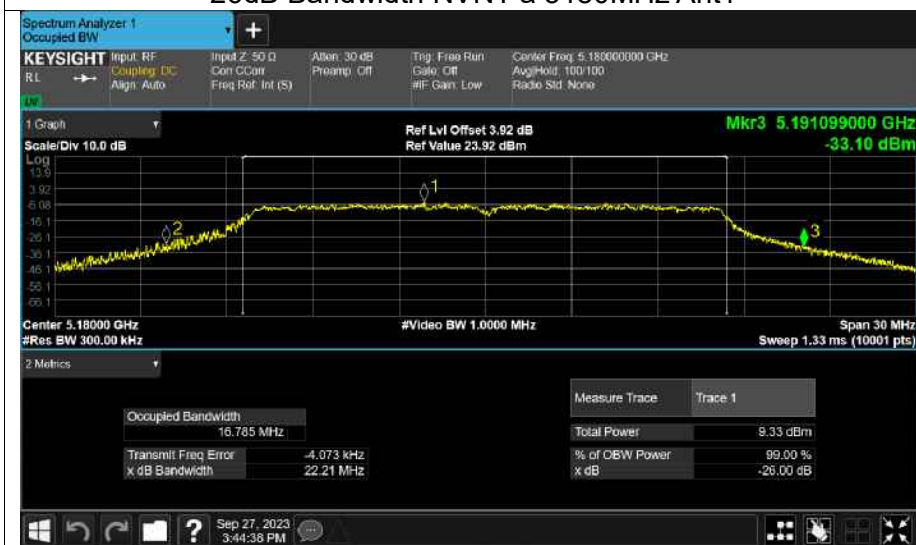 -26dB Bandwidth NVNT a 5180MHz Ant1
Spectrum Analyzer 1
Occupied BW
+
KEYSIGHT
RL
Input: RF
Coupling: DC
Align: Auto
Input Z: 50 Ω
Corr CCorr
Freq Ref: Int (S)
Atten: 30 dB
Preamp: Off
Trig: Free Run
Gate: Off
#IF Gain: Low
Center Freq: 5.180000000 GHz
Avg|Hold: 100/100
Radio Std: None
1 Graph
Scale/Div 10.0 dB
Ref Lvl Offset 3.92 dB
Ref Value 23.92 dBm
Mkr3 5.191099000 GHz
-33.10 dBm
Log
13.9
3.92
-6.08
-16.1
-26.1
-36.1
-46.1
-56.1
-66.1
1
2
3
Center 5.18000 GHz
#Video BW 1.0000 MHz
Span 30 MHz
#Res BW 300.00 kHz
Sweep 1.33 ms (10001 pts)
2 Metrics
Measure Trace Trace 1
Occupied Bandwidth
16.785 MHz
Total Power 9.33 dBm
Transmit Freq Error -4.073 kHz
% of OBW Power 99.00 %
x dB Bandwidth 22.21 MHz
x dB -26.00 dB
?
Sep 27, 2023
3:44:38 PM